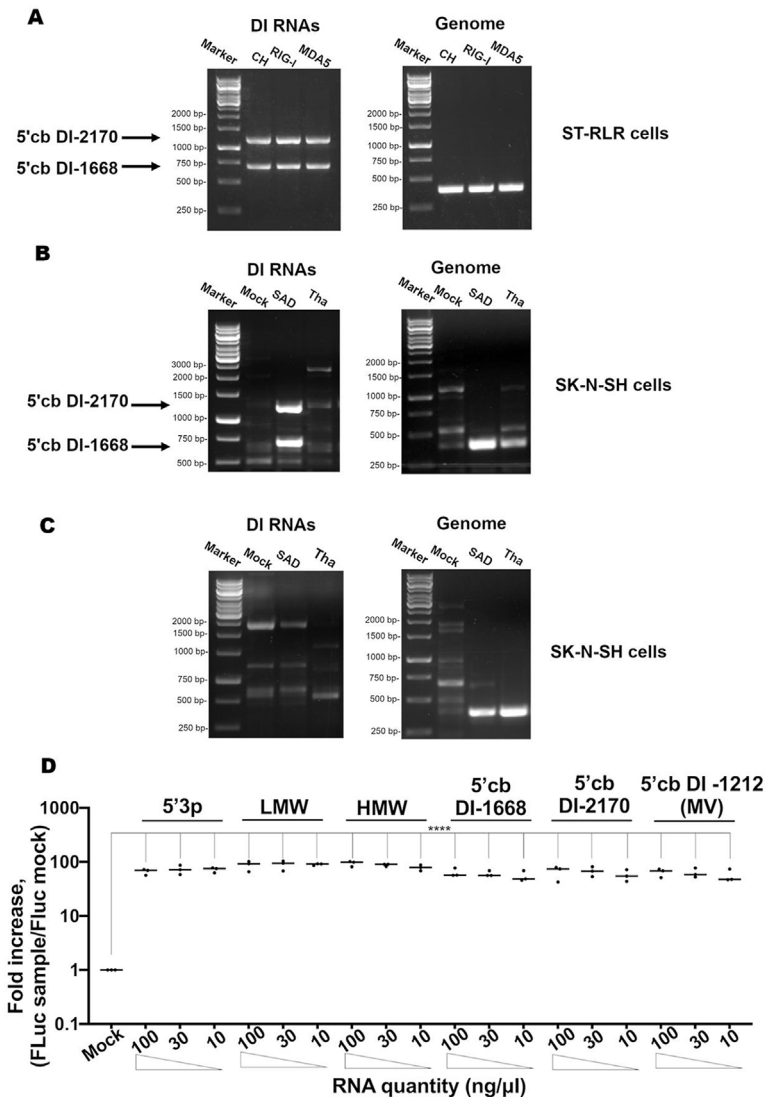 A
DI RNAs
Genome
Marker CH RIG-I MDA5
Marker CH RIG-I MDA5
2000 bp-
1500 bp-
1000 bp-
750 bp-
500 bp-
250 bp-
5'cb DI-2170
5'cb DI-1668
2000 bp-
1500 bp-
1000 bp-
750 bp-
500 bp-
250 bp-
ST-RLR cells
B
DI RNAs
Genome
Marker Mock SAD Tha
Marker Mock SAD Tha
3000 bp-
2000 bp-
1500 bp-
1000 bp-
750 bp-
500 bp-
5'cb DI-2170
5'cb DI-1668
2000 bp-
1500 bp-
1000 bp-
750 bp-
500 bp-
250 bp-
SK-N-SH cells
C
DI RNAs
Genome
Marker Mock SAD Tha
Marker Mock SAD Tha
2000 bp-
1500 bp-
1000 bp-
750 bp-
500 bp-
250 bp-
2000 bp-
1500 bp-
1000 bp-
750 bp-
500 bp-
250 bp-
SK-N-SH cells
D
Fold increase,
(FLuc sample/Fluc mock)
1000
100
10
1
0.1
5'3p
LMW
HMW
5'cb
DI-1668
5'cb
DI-2170
5'cb DI -1212
(MV)
****
Mock 100 30 10 100 30 10 100 30 10 100 30 10 100 30 10 100 30 10
RNA quantity (ng/µl)